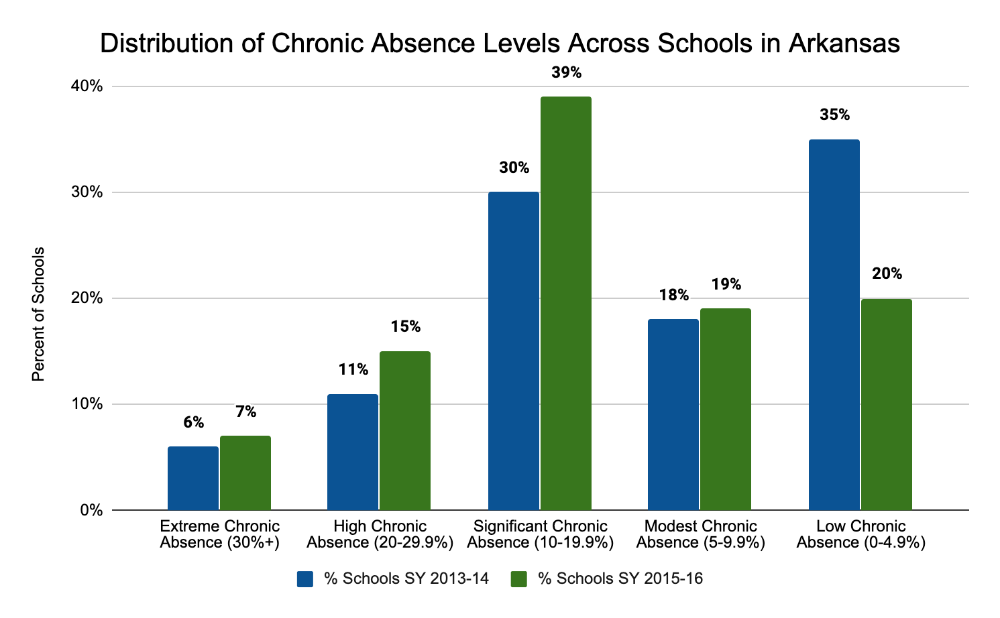 Distribution of Chronic Absence Levels Across Schools in Arkansas
Percent of Schools
40%
30%
20%
10%
0%
6%
7%
11%
15%
30%
39%
18%
19%
35%
20%
Extreme Chronic
Absence (30%+)
High Chronic
Absence (20-29.9%)
Significant Chronic
Absence (10-19.9%)
Modest Chronic
Absence (5-9.9%)
Low Chronic
Absence (0-4.9%)
% Schools SY 2013-14
% Schools SY 2015-16